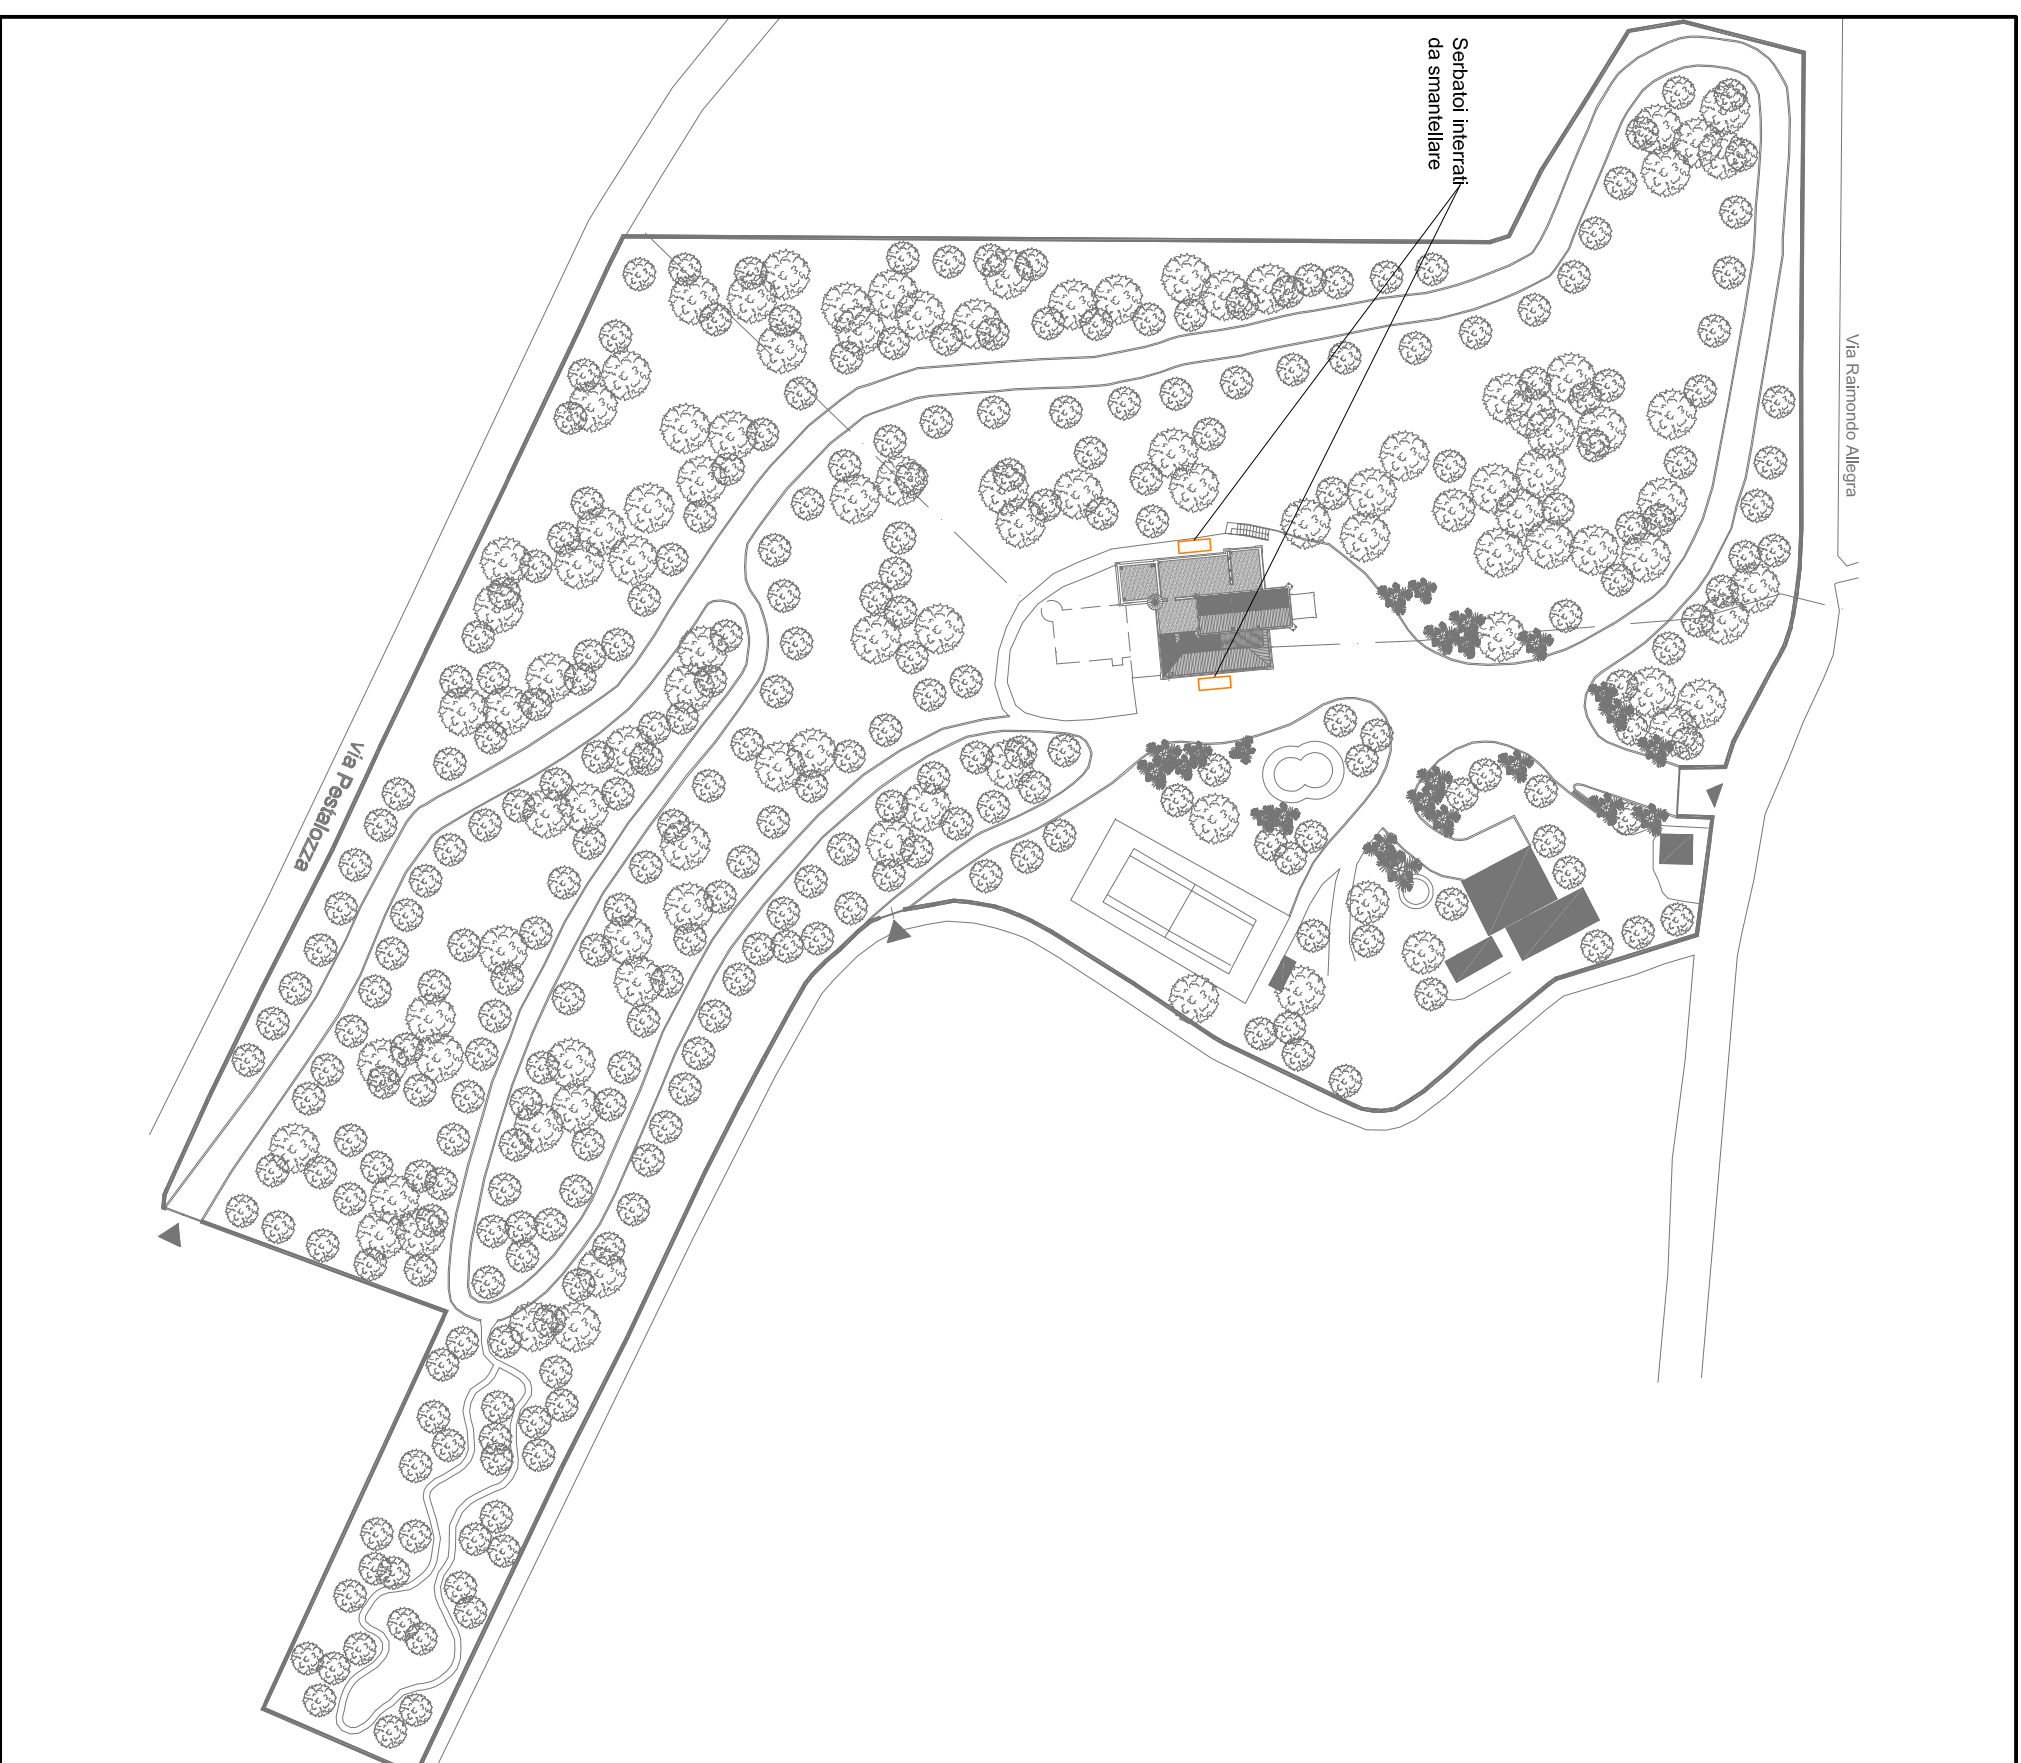 Serbatoi interrati
da smantellare
Via Raimondo Allegra
via Pestalozza